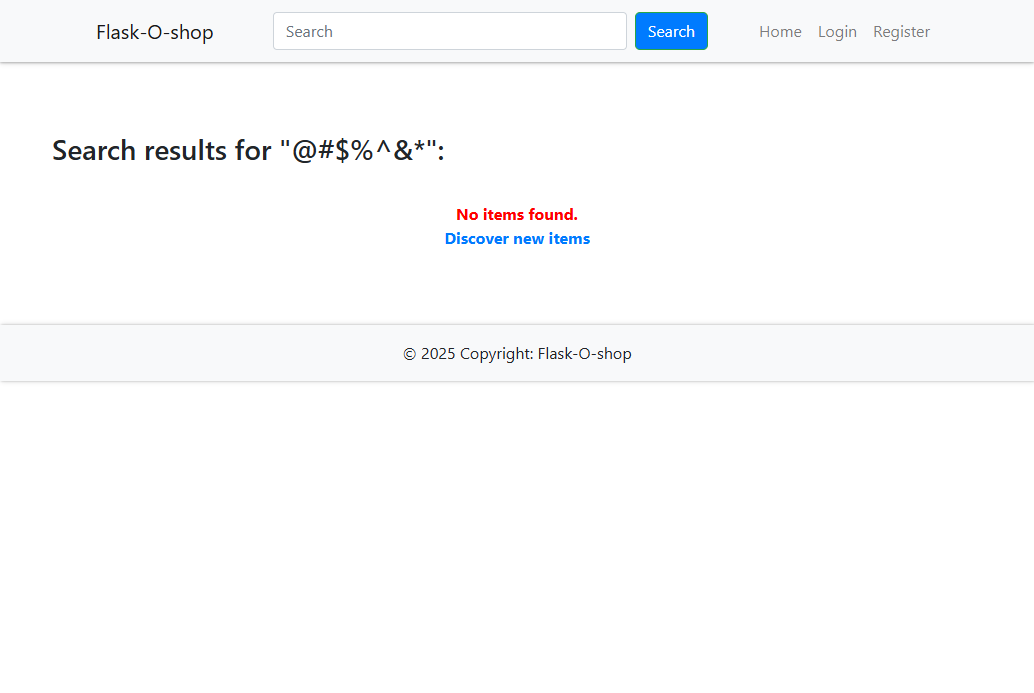 Flask-O-shop Search Search Home Login Register
Search results for "@#$%^&*":
No items found.
Discover new items
© 2025 Copyright: Flask-O-shop